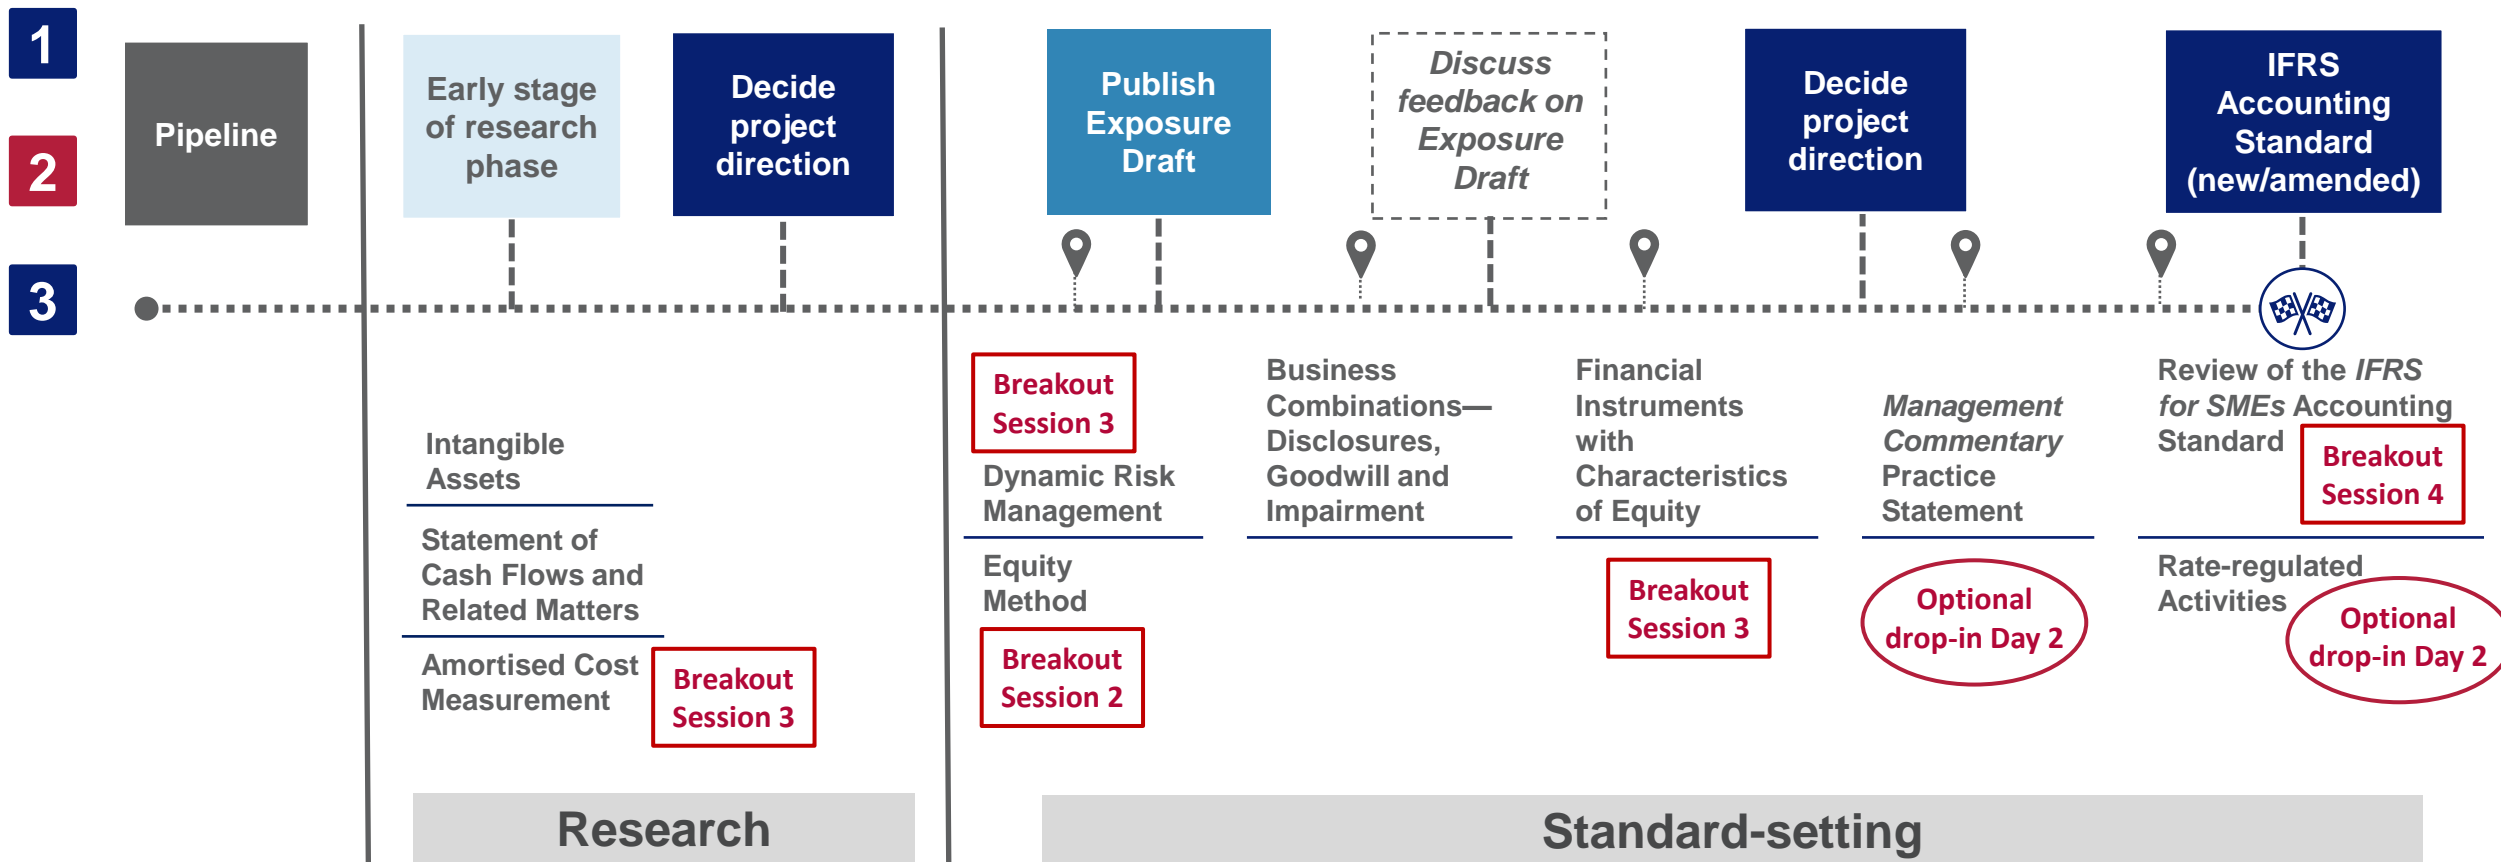 1
2
3
Pipeline
Early stage
of research
phase
Decide
project
direction
Publish
Exposure
Draft
Discuss
feedback on
Exposure
Draft
Decide
project
direction
IFRS
Accounting
Standard
(new/amended)
Intangible
Assets
Statement of
Cash Flows and
Related Matters
Amortised Cost
Measurement
Breakout
Session 3
Breakout
Session 3
Dynamic Risk
Management
Equity
Method
Breakout
Session 2
Business
Combinations—
Disclosures,
Goodwill and
Impairment
Financial
Instruments
with
Characteristics
of Equity
Breakout
Session 3
Management
Commentary
Practice
Statement
Optional
drop-in Day 2
Review of the IFRS
for SMEs Accounting
Standard
Breakout
Session 4
Rate-regulated
Activities
Optional
drop-in Day 2
Research
Standard-setting